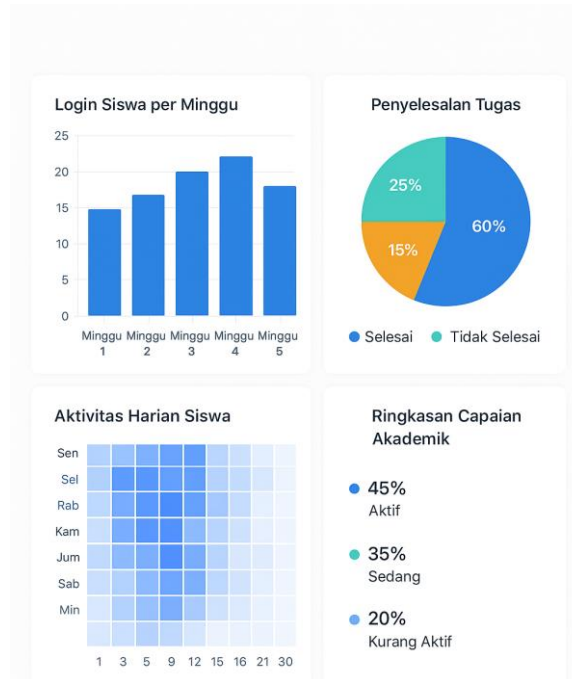 Login Siswa per Minggu
25
20
15
10
5
0
Minggu Minggu Minggu Minggu Minggu
1 2 3 4 5
Penyelesalan Tugas
25%
60%
15%
Selesai Tidak Selesai
Aktivitas Harian Siswa
Sen
Sel
Rab
Kam
Jum
Sab
Min
1 3 5 9 12 15 16 21 30
Ringkasan Capaian
Akademik
45%
Aktif
35%
Sedang
20%
Kurang Aktif